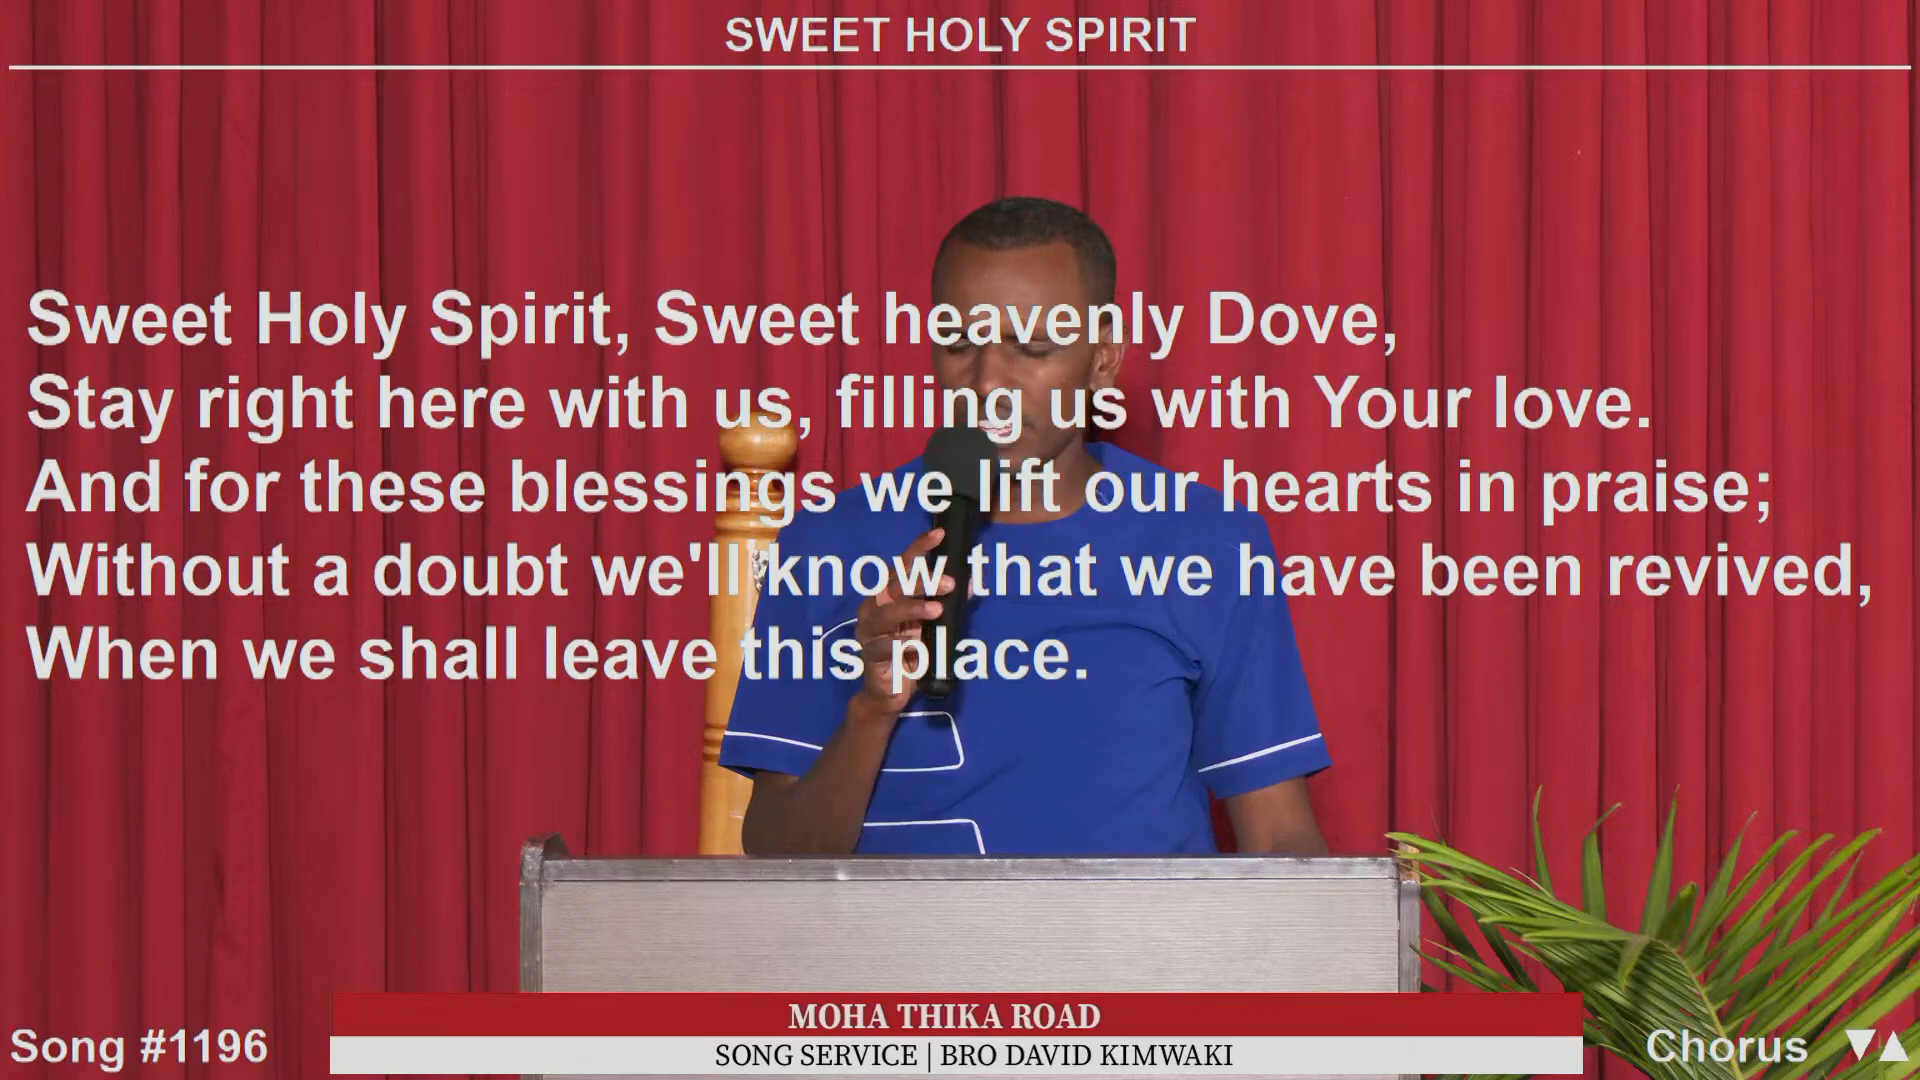 SWEET HOLY SPIRIT
Sweet Holy Spirit, Sweet heavenly Dove,
Stay right here with us, filling us with Your love.
And for these blessings we lift our hearts in praise;
Without a doubt we'll know that we have been revived,
When we shall leave this place.
MOHA THIKA ROAD
SONG SERVICE | BRO DAVID KIMWAKI
Song #1196
Chorus ▼▲